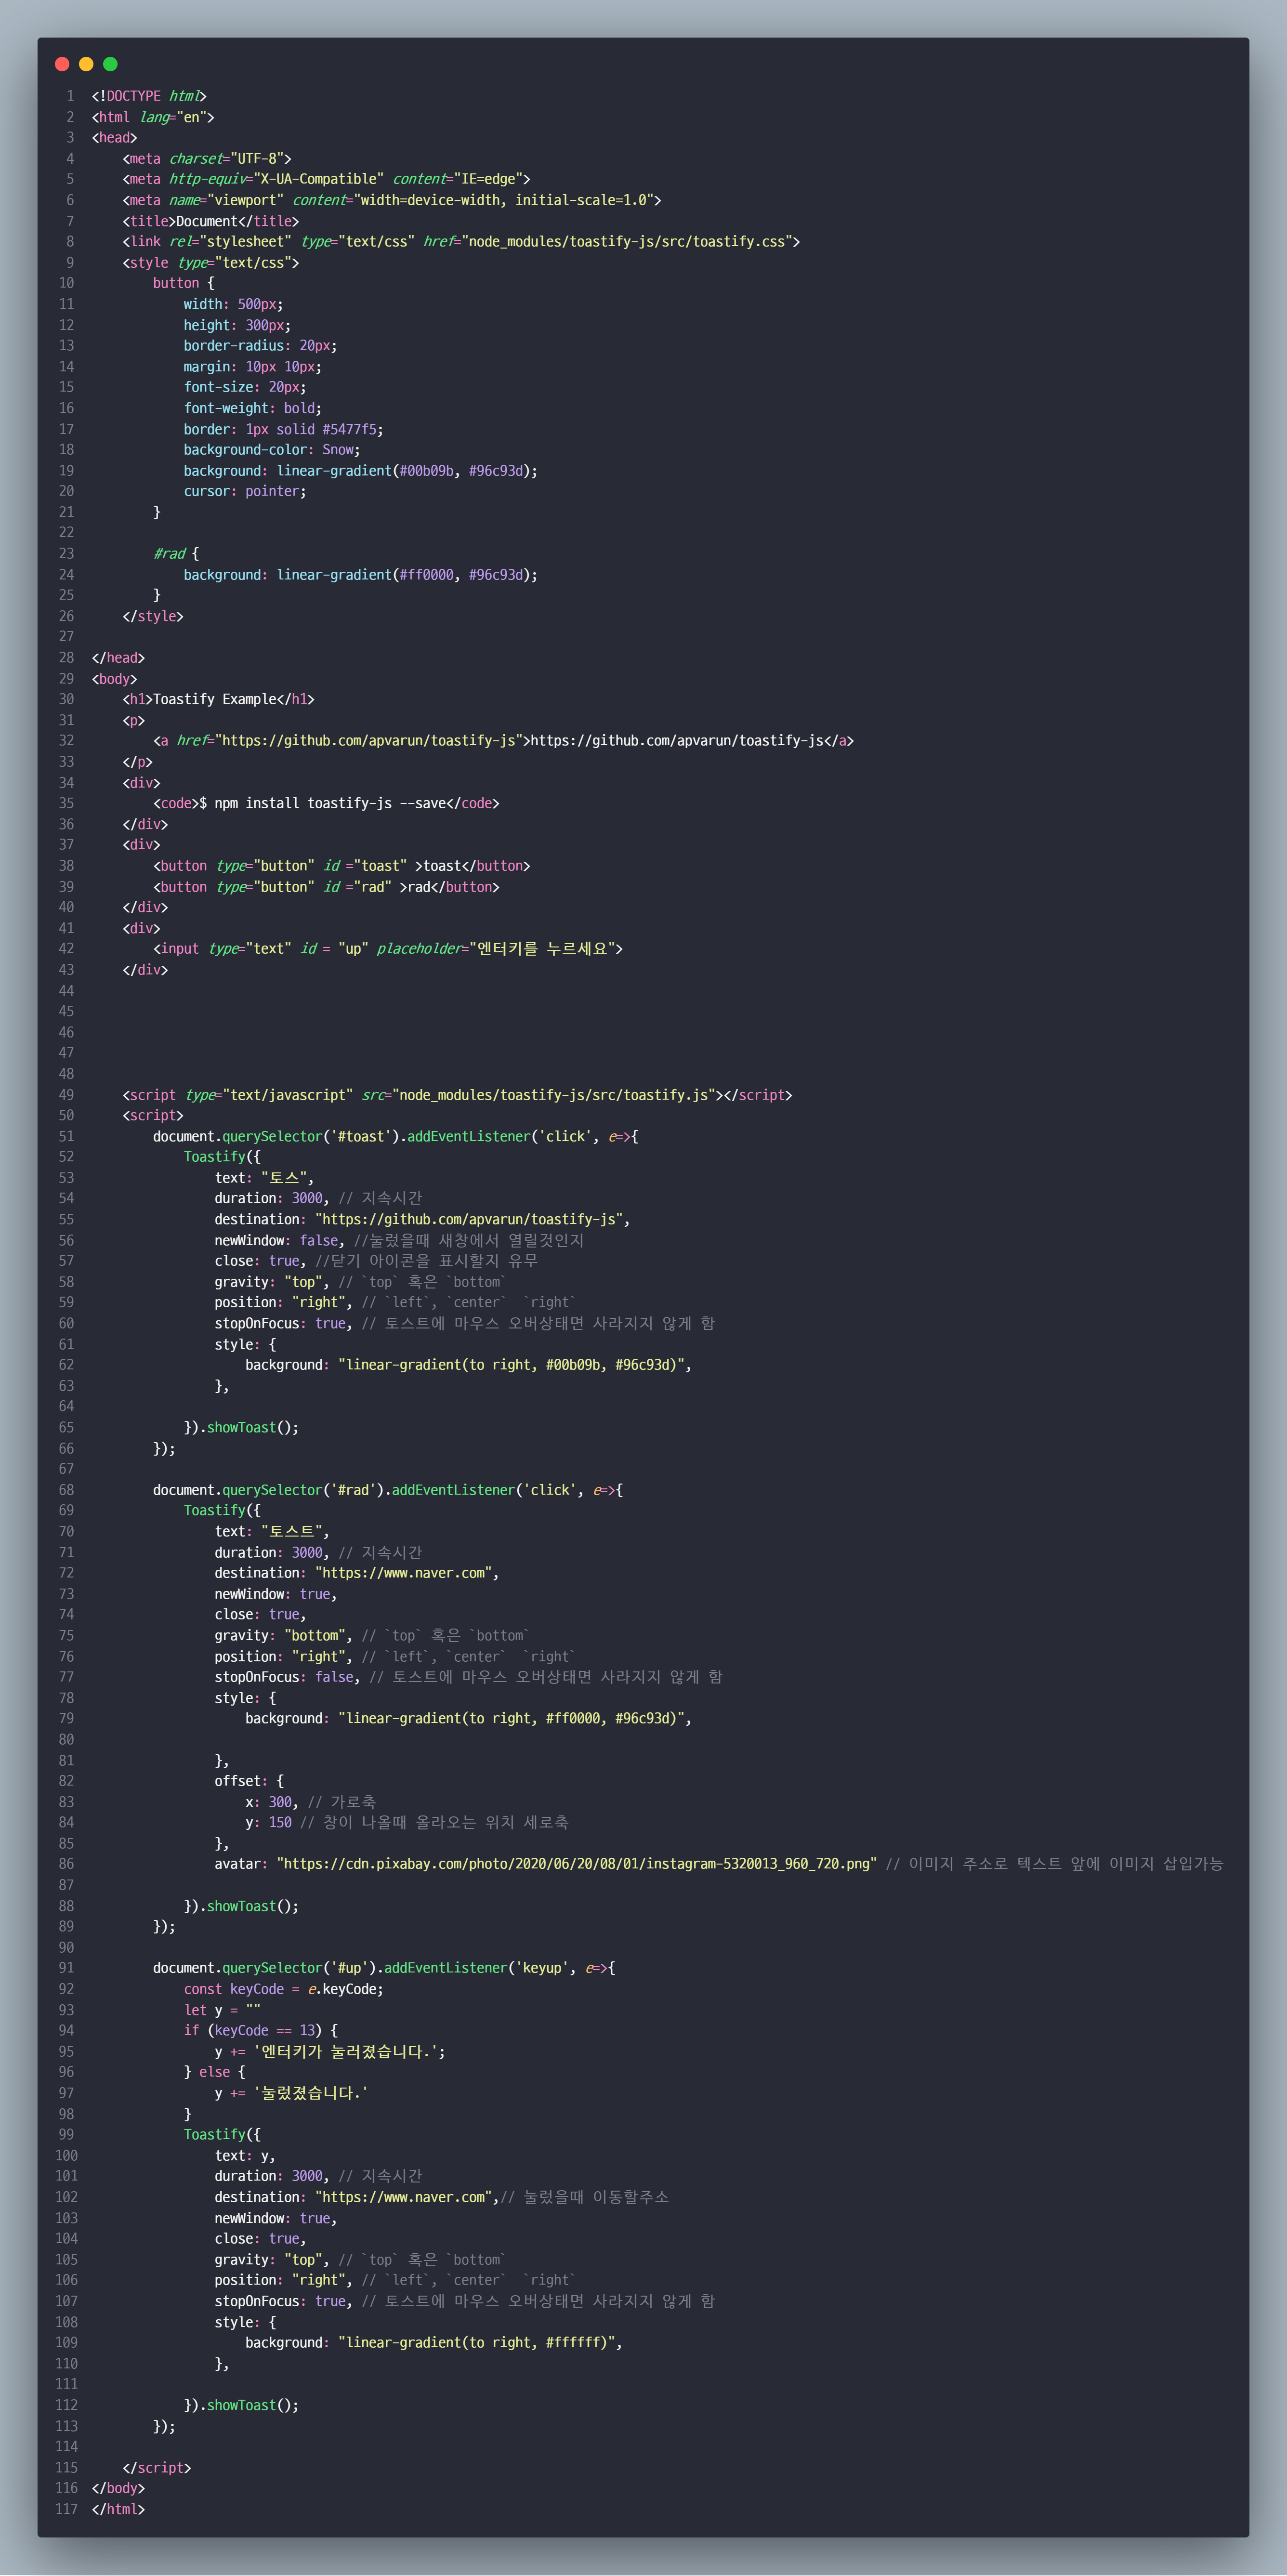 1 <!DOCTYPE html>
2 <html lang="en">
3 <head>
4     <meta charset="UTF-8">
5     <meta http-equiv="X-UA-Compatible" content="IE=edge">
6     <meta name="viewport" content="width=device-width, initial-scale=1.0">
7     <title>Document</title>
8     <link rel="stylesheet" type="text/css" href="node_modules/toastify-js/src/toastify.css">
9     <style type="text/css">
10         button {
11             width: 500px;
12             height: 300px;
13             border-radius: 20px;
14             margin: 10px 10px;
15             font-size: 20px;
16             font-weight: bold;
17             border: 1px solid #5477f5;
18             background-color: Snow;
19             background: linear-gradient(#00b09b, #96c93d);
20             cursor: pointer;
21         }
22
23         #rad {
24             background: linear-gradient(#ff0000, #96c93d);
25         }
26     </style>
27
28 </head>
29 <body>
30     <h1>Toastify Example</h1>
31     <p>
32         <a href="https://github.com/apvarun/toastify-js">https://github.com/apvarun/toastify-js</a>
33     </p>
34     <div>
35         <code>$ npm install toastify-js --save</code>
36     </div>
37     <div>
38         <button type="button" id ="toast" >toast</button>
39         <button type="button" id ="rad" >rad</button>
40     </div>
41     <div>
42         <input type="text" id = "up" placeholder="엔터키를 누르세요">
43     </div>
44
45
46
47
48
49     <script type="text/javascript" src="node_modules/toastify-js/src/toastify.js"></script>
50     <script>
51         document.querySelector('#toast').addEventListener('click', e=>{
52             Toastify({
53                 text: "토스",
54                 duration: 3000, // 지속시간
55                 destination: "https://github.com/apvarun/toastify-js",
56                 newWindow: false, //눌렀을때 새창에서 열릴것인지
57                 close: true, //닫기 아이콘을 표시할지 유무
58                 gravity: "top", // `top` 혹은 `bottom`
59                 position: "right", // `left`, `center`  `right`
60                 stopOnFocus: true, // 토스트에 마우스 오버상태면 사라지지 않게 함
61                 style: {
62                     background: "linear-gradient(to right, #00b09b, #96c93d)",
63                 },
64
65             }).showToast();
66         });
67
68         document.querySelector('#rad').addEventListener('click', e=>{
69             Toastify({
70                 text: "토스트",
71                 duration: 3000, // 지속시간
72                 destination: "https://www.naver.com",
73                 newWindow: true,
74                 close: true,
75                 gravity: "bottom", // `top` 혹은 `bottom`
76                 position: "right", // `left`, `center`  `right`
77                 stopOnFocus: false, // 토스트에 마우스 오버상태면 사라지지 않게 함
78                 style: {
79                     background: "linear-gradient(to right, #ff0000, #96c93d)",
80
81                 },
82                 offset: {
83                     x: 300, // 가로축
84                     y: 150 // 창이 나올때 올라오는 위치 세로축
85                 },
86                 avatar: "https://cdn.pixabay.com/photo/2020/06/20/08/01/instagram-5320013_960_720.png" // 이미지 주소로 텍스트 앞에 이미지 삽입가능
87
88             }).showToast();
89         });
90
91         document.querySelector('#up').addEventListener('keyup', e=>{
92             const keyCode = e.keyCode;
93             let y = ""
94             if (keyCode == 13) {
95                 y += '엔터키가 눌러졌습니다.';
96             } else {
97                 y += '눌렀졌습니다.'
98             }
99             Toastify({
100                 text: y,
101                 duration: 3000, // 지속시간
102                 destination: "https://www.naver.com",// 눌렀을때 이동할주소
103                 newWindow: true,
104                 close: true,
105                 gravity: "top", // `top` 혹은 `bottom`
106                 position: "right", // `left`, `center`  `right`
107                 stopOnFocus: true, // 토스트에 마우스 오버상태면 사라지지 않게 함
108                 style: {
109                     background: "linear-gradient(to right, #ffffff)",
110                 },
111
112             }).showToast();
113         });
114
115     </script>
116 </body>
117 </html>